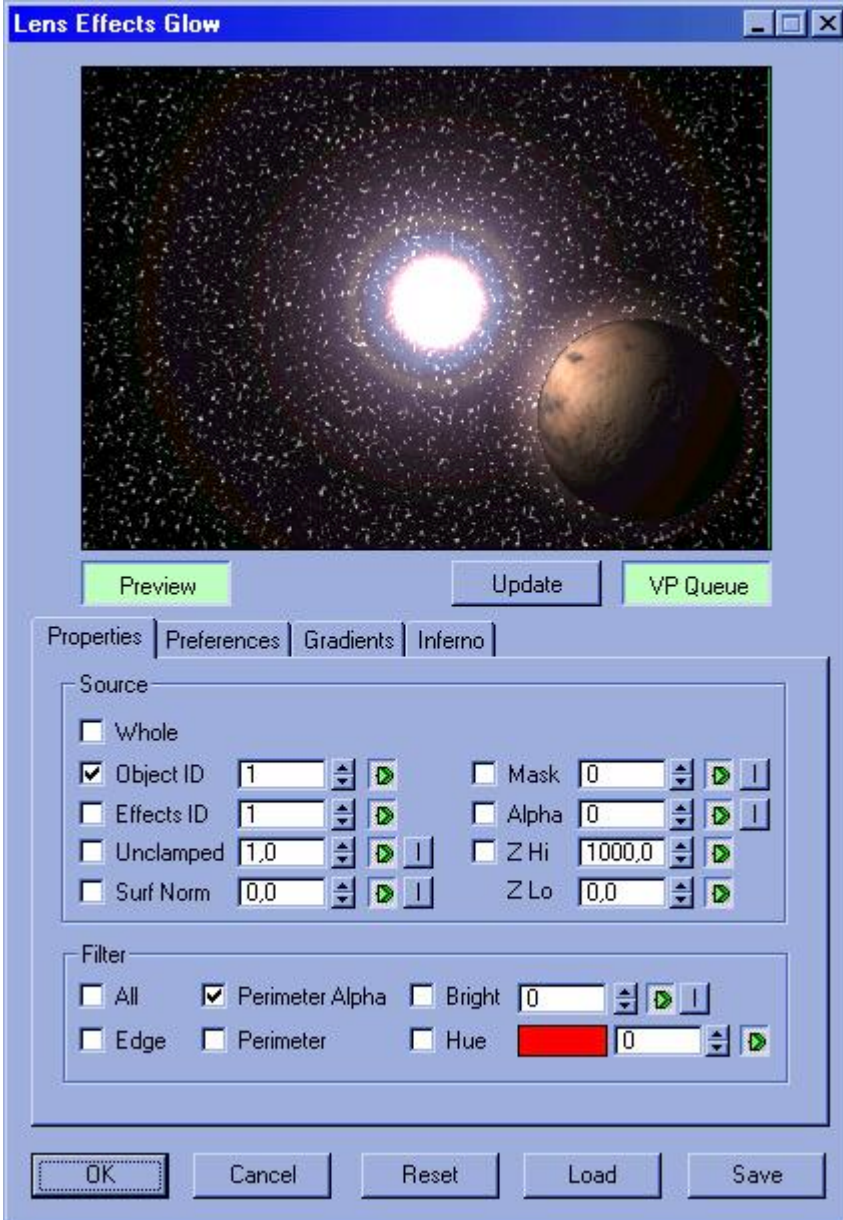 Lens Effects Glow
Preview Update VP Queue
Properties Preferences Gradients Inferno
Source
Whole
Object ID 1 Mask 0
Effects ID 1 Alpha 0 I
Unclamped 1,0 I Z Hi 1000,0
Surf Norm 0,0 I Z Lo 0,0
Filter
All Perimeter Alpha Bright 0 I
Edge Perimeter Hue 0
OK Cancel Reset Load Save